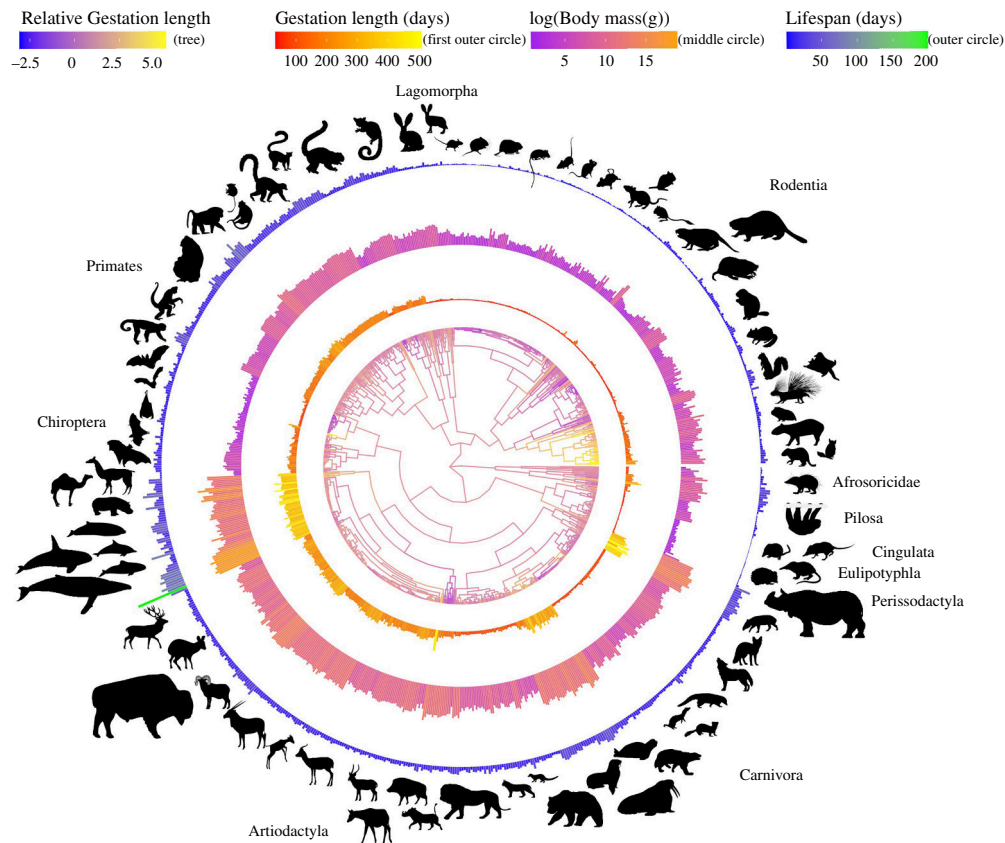 Relative Gestation length
(tree)
−2.5 0 2.5 5.0
Gestation length (days)
(first outer circle)
100 200 300 400 500
log(Body mass(g))
(middle circle)
5 10 15
Lifespan (days)
(outer circle)
50 100 150 200
Lagomorpha
Rodentia
Primates
Chiroptera
Afrosoricidae
Pilosa
Cingulata
Eulipotyphla
Perissodactyla
Carnivora
Artiodactyla